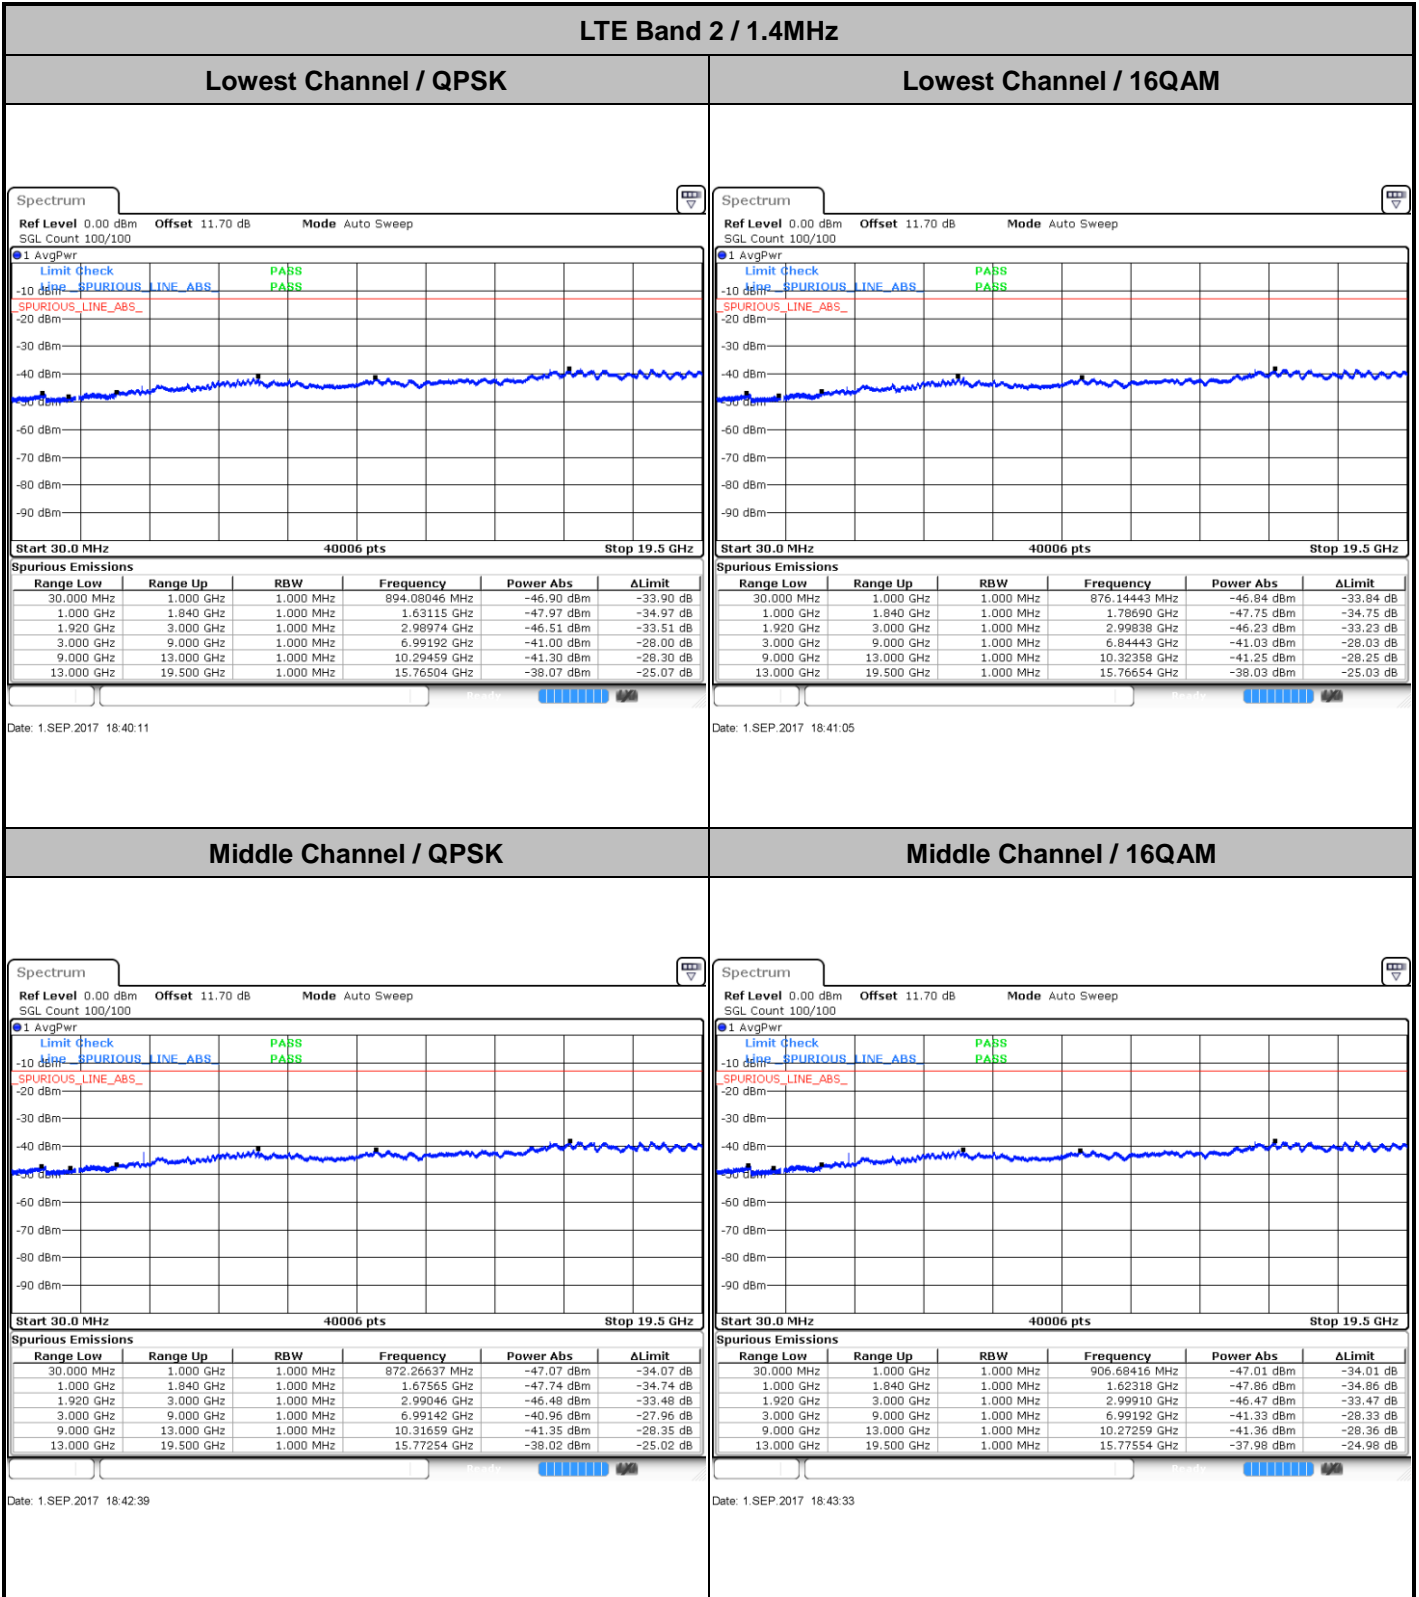 LTE Band 2 / 1.4MHz
Lowest Channel / QPSK
Lowest Channel / 16QAM
Spectrum
Ref Level 0.00 dBm Offset 11.70 dB Mode Auto Sweep
SGL Count 100/100
1 AvgPwr
Limit Check PASS
Line _SPURIOUS_LINE_ABS_ PASS
-10 dBm
_SPURIOUS_LINE_ABS_
-20 dBm
-30 dBm
-40 dBm
-50 dBm
-60 dBm
-70 dBm
-80 dBm
-90 dBm
Start 30.0 MHz 40006 pts Stop 19.5 GHz
Spurious Emissions
Range Low Range Up RBW Frequency Power Abs ΔLimit
30.000 MHz 1.000 GHz 1.000 MHz 894.08046 MHz -46.90 dBm -33.90 dB
1.000 GHz 1.840 GHz 1.000 MHz 1.63115 GHz -47.97 dBm -34.97 dB
1.920 GHz 3.000 GHz 1.000 MHz 2.98974 GHz -46.51 dBm -33.51 dB
3.000 GHz 9.000 GHz 1.000 MHz 6.99192 GHz -41.00 dBm -28.00 dB
9.000 GHz 13.000 GHz 1.000 MHz 10.29459 GHz -41.30 dBm -28.30 dB
13.000 GHz 19.500 GHz 1.000 MHz 15.76504 GHz -38.07 dBm -25.07 dB
Ready
Date: 1.SEP.2017 18:40:11
Spectrum
Ref Level 0.00 dBm Offset 11.70 dB Mode Auto Sweep
SGL Count 100/100
1 AvgPwr
Limit Check PASS
Line _SPURIOUS_LINE_ABS_ PASS
-10 dBm
_SPURIOUS_LINE_ABS_
-20 dBm
-30 dBm
-40 dBm
-50 dBm
-60 dBm
-70 dBm
-80 dBm
-90 dBm
Start 30.0 MHz 40006 pts Stop 19.5 GHz
Spurious Emissions
Range Low Range Up RBW Frequency Power Abs ΔLimit
30.000 MHz 1.000 GHz 1.000 MHz 876.14443 MHz -46.84 dBm -33.84 dB
1.000 GHz 1.840 GHz 1.000 MHz 1.78690 GHz -47.75 dBm -34.75 dB
1.920 GHz 3.000 GHz 1.000 MHz 2.99838 GHz -46.23 dBm -33.23 dB
3.000 GHz 9.000 GHz 1.000 MHz 6.84443 GHz -41.03 dBm -28.03 dB
9.000 GHz 13.000 GHz 1.000 MHz 10.32358 GHz -41.25 dBm -28.25 dB
13.000 GHz 19.500 GHz 1.000 MHz 15.76654 GHz -38.03 dBm -25.03 dB
Ready
Date: 1.SEP.2017 18:41:05
Middle Channel / QPSK
Middle Channel / 16QAM
Spectrum
Ref Level 0.00 dBm Offset 11.70 dB Mode Auto Sweep
SGL Count 100/100
1 AvgPwr
Limit Check PASS
Line _SPURIOUS_LINE_ABS_ PASS
-10 dBm
_SPURIOUS_LINE_ABS_
-20 dBm
-30 dBm
-40 dBm
-50 dBm
-60 dBm
-70 dBm
-80 dBm
-90 dBm
Start 30.0 MHz 40006 pts Stop 19.5 GHz
Spurious Emissions
Range Low Range Up RBW Frequency Power Abs ΔLimit
30.000 MHz 1.000 GHz 1.000 MHz 872.26637 MHz -47.07 dBm -34.07 dB
1.000 GHz 1.840 GHz 1.000 MHz 1.67565 GHz -47.74 dBm -34.74 dB
1.920 GHz 3.000 GHz 1.000 MHz 2.99046 GHz -46.48 dBm -33.48 dB
3.000 GHz 9.000 GHz 1.000 MHz 6.99142 GHz -40.96 dBm -27.96 dB
9.000 GHz 13.000 GHz 1.000 MHz 10.31659 GHz -41.35 dBm -28.35 dB
13.000 GHz 19.500 GHz 1.000 MHz 15.77254 GHz -38.02 dBm -25.02 dB
Ready
Date: 1.SEP.2017 18:42:39
Spectrum
Ref Level 0.00 dBm Offset 11.70 dB Mode Auto Sweep
SGL Count 100/100
1 AvgPwr
Limit Check PASS
Line _SPURIOUS_LINE_ABS_ PASS
-10 dBm
_SPURIOUS_LINE_ABS_
-20 dBm
-30 dBm
-40 dBm
-50 dBm
-60 dBm
-70 dBm
-80 dBm
-90 dBm
Start 30.0 MHz 40006 pts Stop 19.5 GHz
Spurious Emissions
Range Low Range Up RBW Frequency Power Abs ΔLimit
30.000 MHz 1.000 GHz 1.000 MHz 906.68416 MHz -47.01 dBm -34.01 dB
1.000 GHz 1.840 GHz 1.000 MHz 1.62318 GHz -47.86 dBm -34.86 dB
1.920 GHz 3.000 GHz 1.000 MHz 2.99910 GHz -46.47 dBm -33.47 dB
3.000 GHz 9.000 GHz 1.000 MHz 6.99192 GHz -41.33 dBm -28.33 dB
9.000 GHz 13.000 GHz 1.000 MHz 10.27259 GHz -41.36 dBm -28.36 dB
13.000 GHz 19.500 GHz 1.000 MHz 15.77554 GHz -37.98 dBm -24.98 dB
Ready
Date: 1.SEP.2017 18:43:33